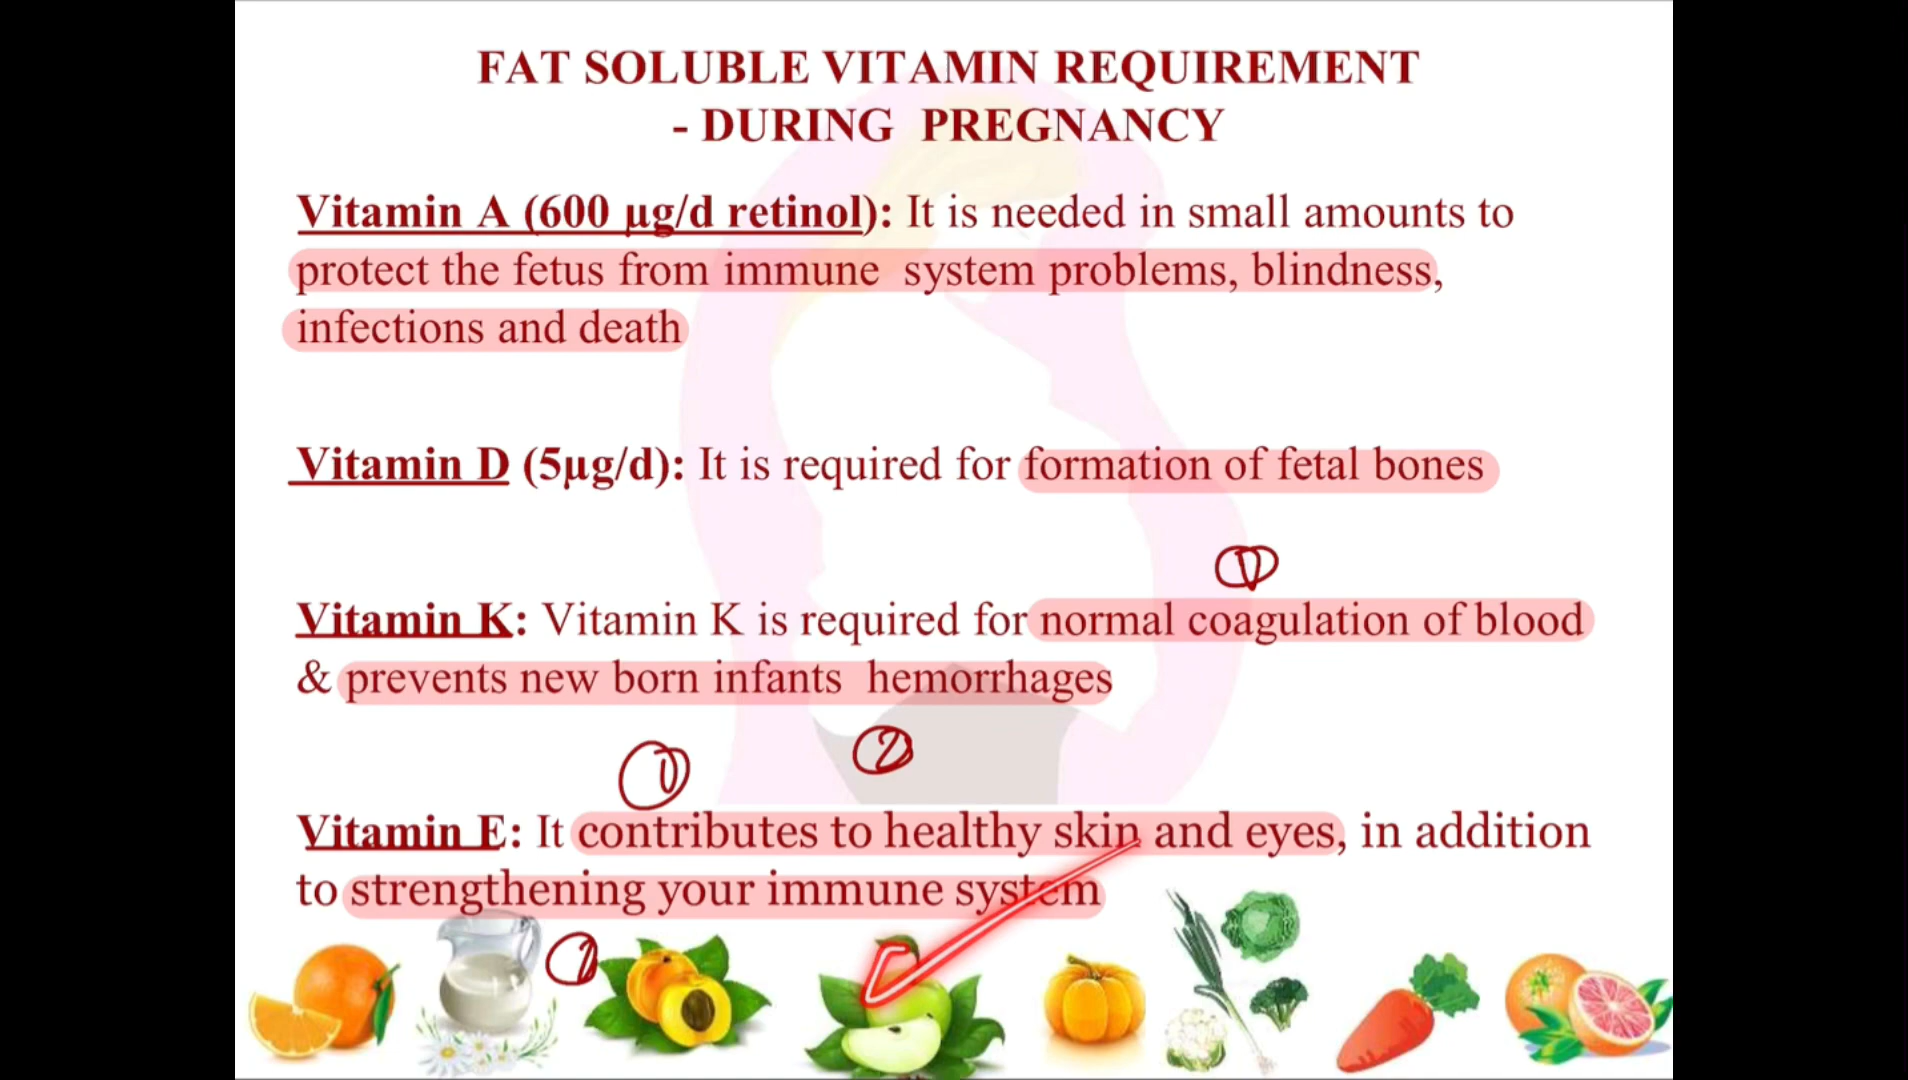 FAT SOLUBLE VITAMIN REQUIREMENT
- DURING PREGNANCY
Vitamin A (600 µg/d retinol): It is needed in small amounts to
protect the fetus from immune system problems, blindness,
infections and death
Vitamin D (5µg/d): It is required for formation of fetal bones
1
Vitamin K: Vitamin K is required for normal coagulation of blood
& prevents new born infants hemorrhages
1 2
Vitamin E: It contributes to healthy skin and eyes, in addition
to strengthening your immune system